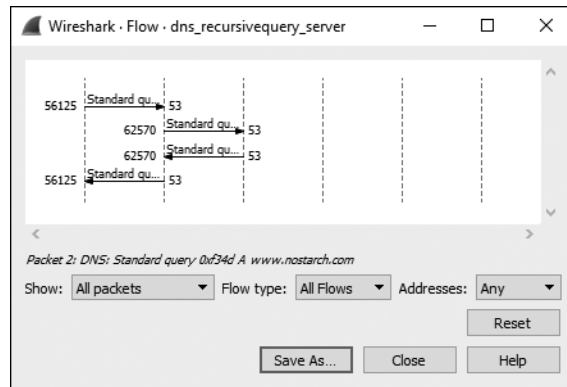 Wireshark · Flow · dns_recursivequery_server
56125 Standard qu... 53
62570 Standard qu... 53
62570 Standard qu... 53
56125 Standard qu... 53
Packet 2: DNS: Standard query 0xf34d A www.nostarch.com
Show: All packets Flow type: All Flows Addresses: Any
Reset
Save As... Close Help